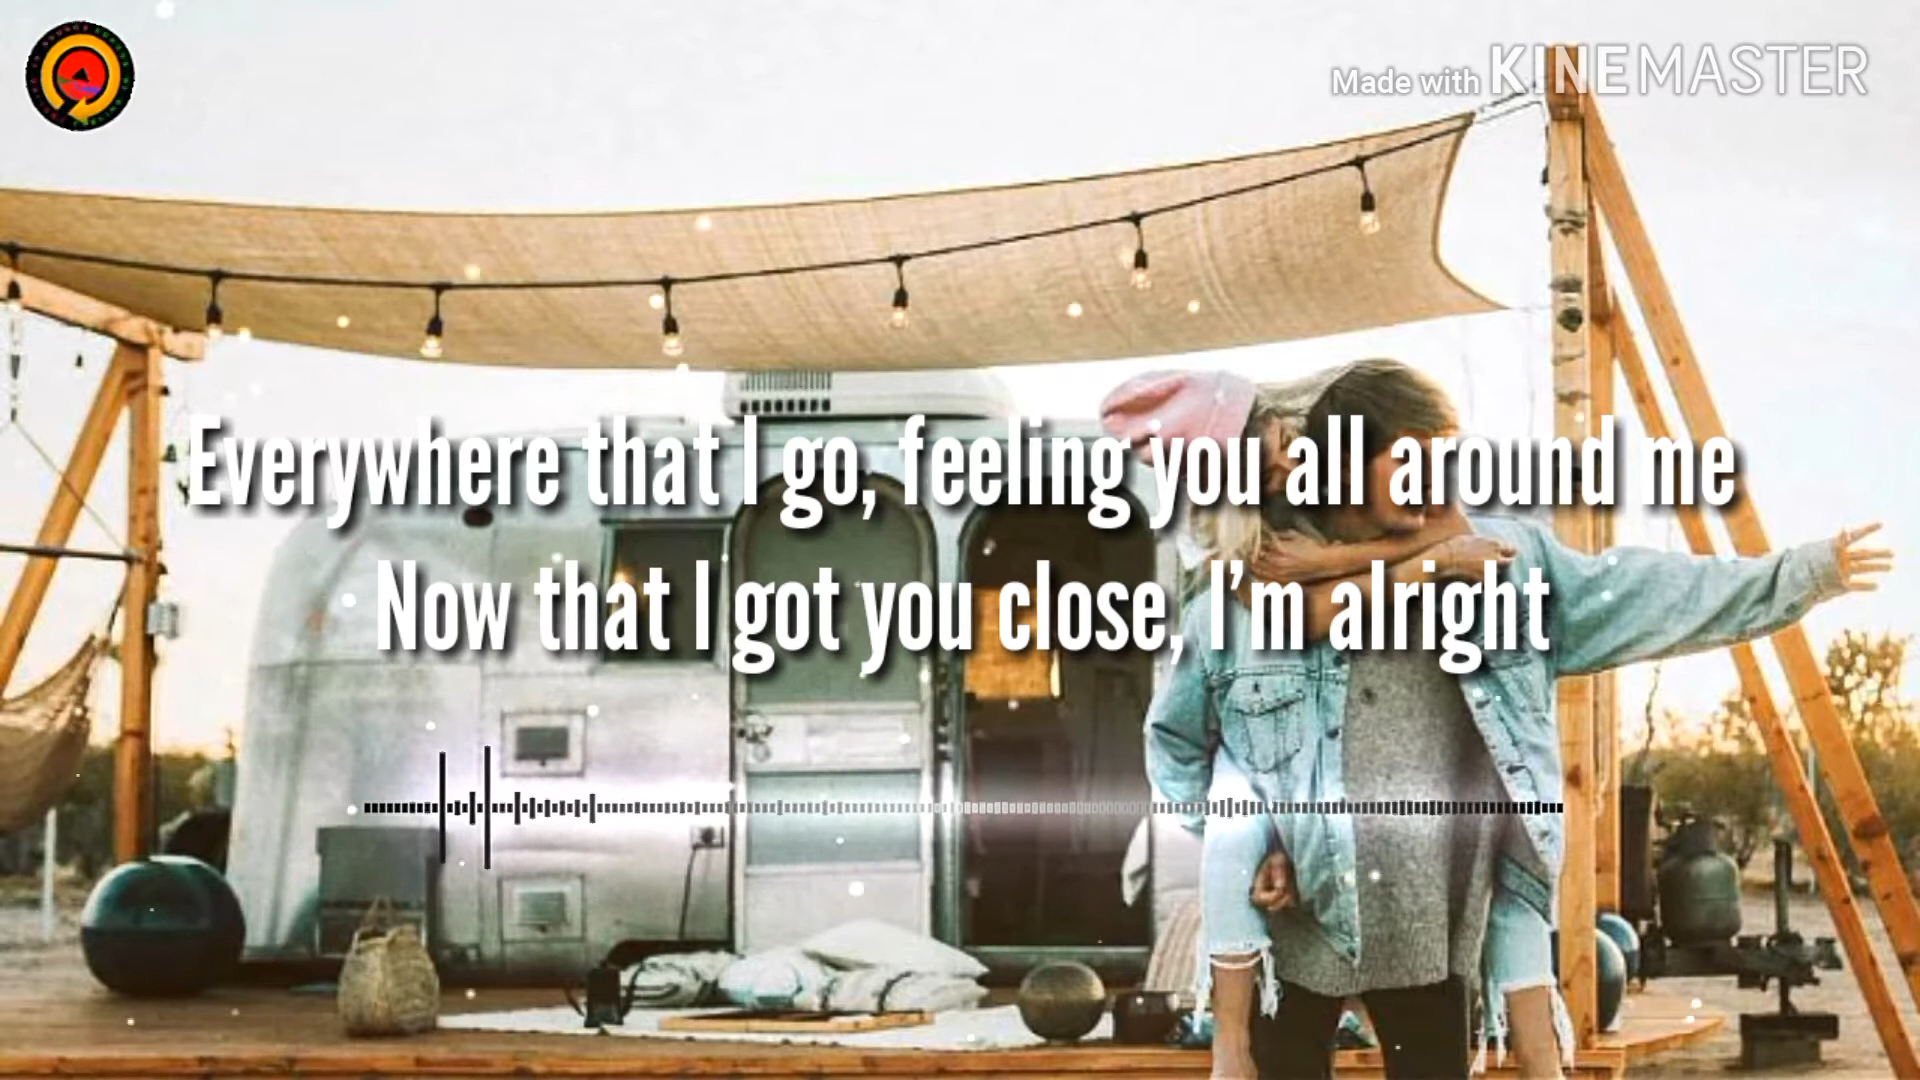 Made with KINEMASTER
Everywhere that I go, feeling you all around me
Now that I got you close, I'm alright